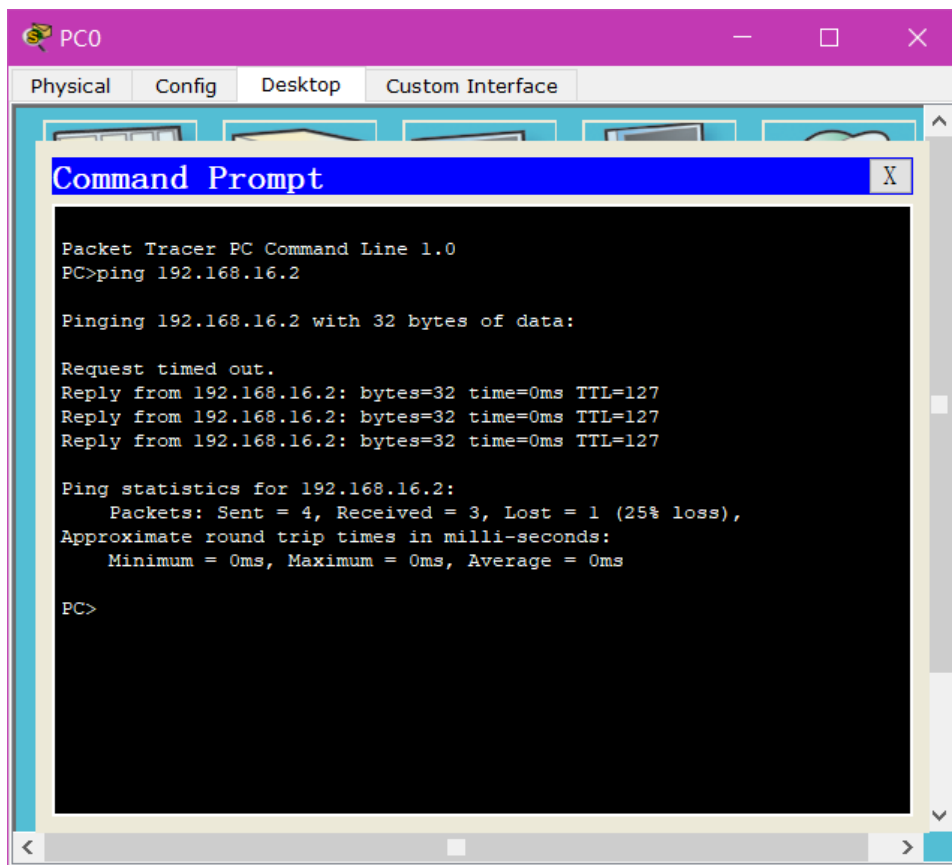 PC0
Physical Config Desktop Custom Interface
Command Prompt
X
Packet Tracer PC Command Line 1.0
PC>ping 192.168.16.2
Pinging 192.168.16.2 with 32 bytes of data:
Request timed out.
Reply from 192.168.16.2: bytes=32 time=0ms TTL=127
Reply from 192.168.16.2: bytes=32 time=0ms TTL=127
Reply from 192.168.16.2: bytes=32 time=0ms TTL=127
Ping statistics for 192.168.16.2:
Packets: Sent = 4, Received = 3, Lost = 1 (25% loss),
Approximate round trip times in milli-seconds:
Minimum = 0ms, Maximum = 0ms, Average = 0ms
PC>